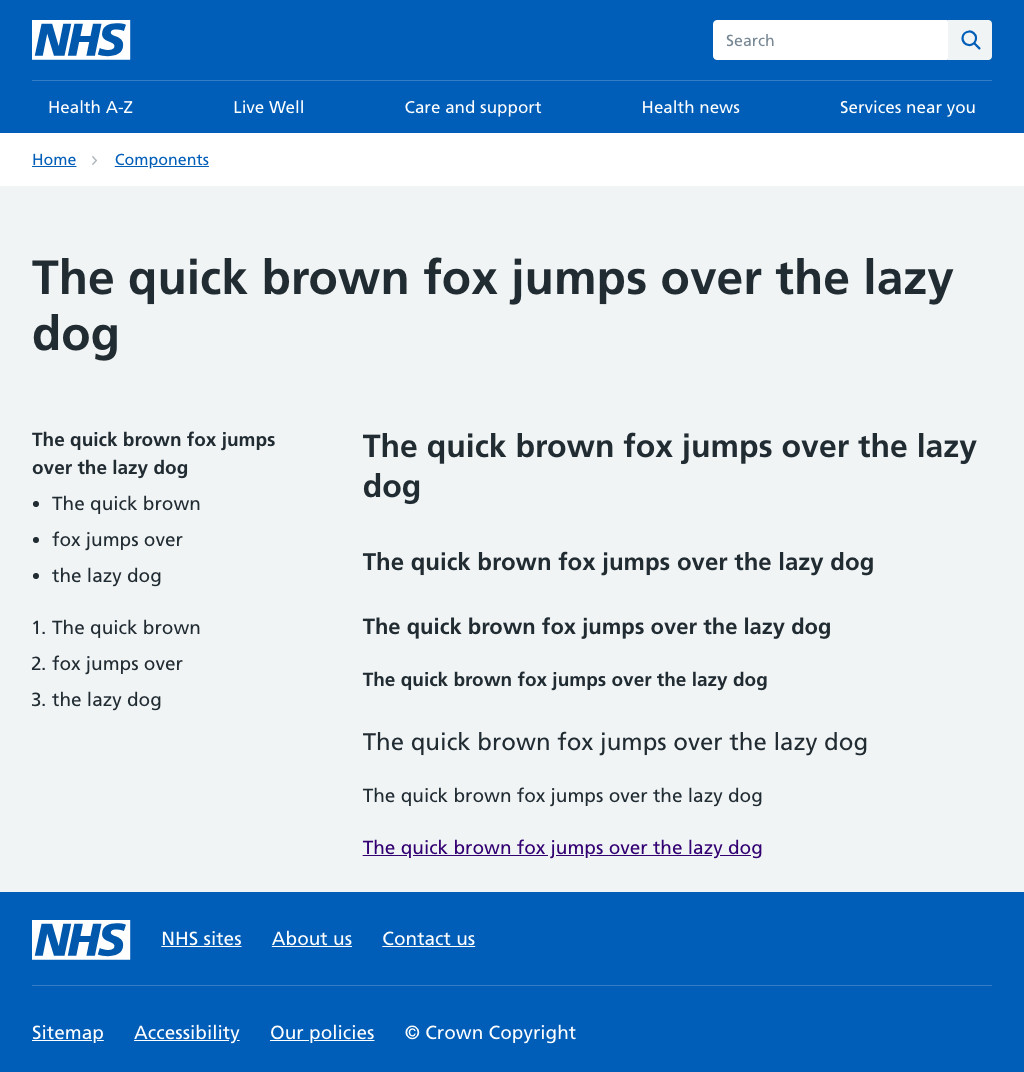 NHS
Search
Health A-Z Live Well Care and support Health news Services near you
Home Components
The quick brown fox jumps over the lazy
dog
The quick brown fox jumps
over the lazy dog
• The quick brown
• fox jumps over
• the lazy dog
1. The quick brown
2. fox jumps over
3. the lazy dog
The quick brown fox jumps over the lazy
dog
The quick brown fox jumps over the lazy dog
The quick brown fox jumps over the lazy dog
The quick brown fox jumps over the lazy dog
The quick brown fox jumps over the lazy dog
The quick brown fox jumps over the lazy dog
The quick brown fox jumps over the lazy dog
NHS NHS sites About us Contact us
Sitemap Accessibility Our policies © Crown Copyright